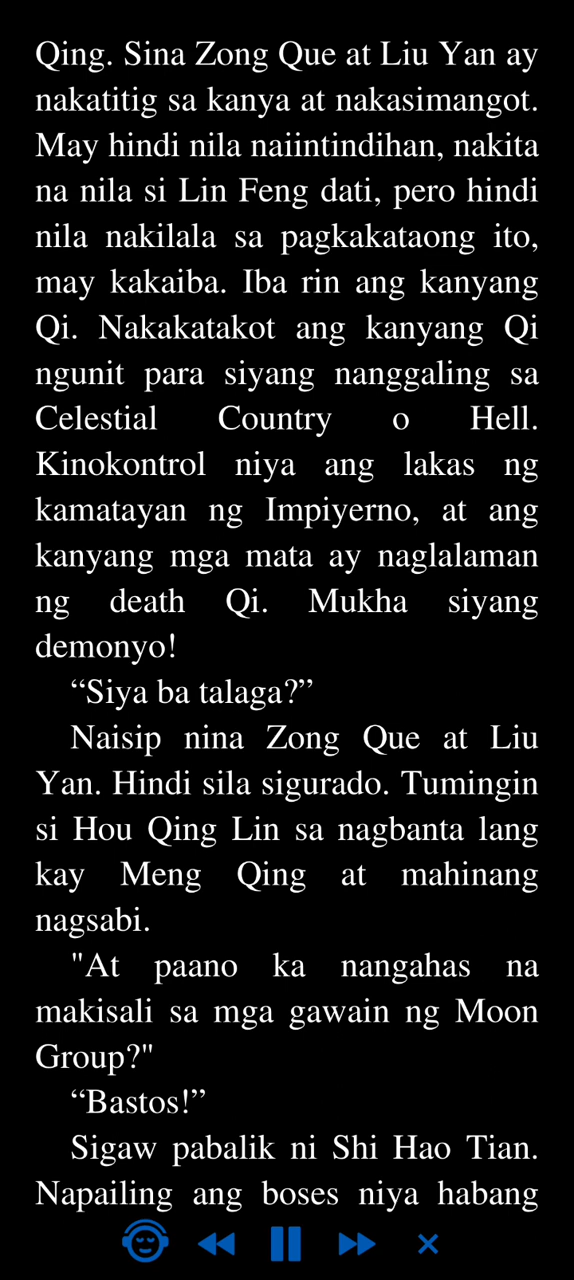 Qing. Sina Zong Que at Liu Yan ay
nakatitig sa kanya at nakasimangot.
May hindi nila naiintindihan, nakita
na nila si Lin Feng dati, pero hindi
nila nakilala sa pagkakataong ito,
may kakaiba. Iba rin ang kanyang
Qi. Nakakatakot ang kanyang Qi
ngunit para siyang nanggaling sa
Celestial Country o Hell.
Kinokontrol niya ang lakas ng
kamatayan ng Impiyerno, at ang
kanyang mga mata ay naglalaman
ng death Qi. Mukha siyang
demonyo!
“Siya ba talaga?”
Naisip nina Zong Que at Liu
Yan. Hindi sila sigurado. Tumingin
si Hou Qing Lin sa nagbanta lang
kay Meng Qing at mahinang
nagsabi.
"At paano ka nangahas na
makisali sa mga gawain ng Moon
Group?"
“Bastos!”
Sigaw pabalik ni Shi Hao Tian.
Napailing ang boses niya habang